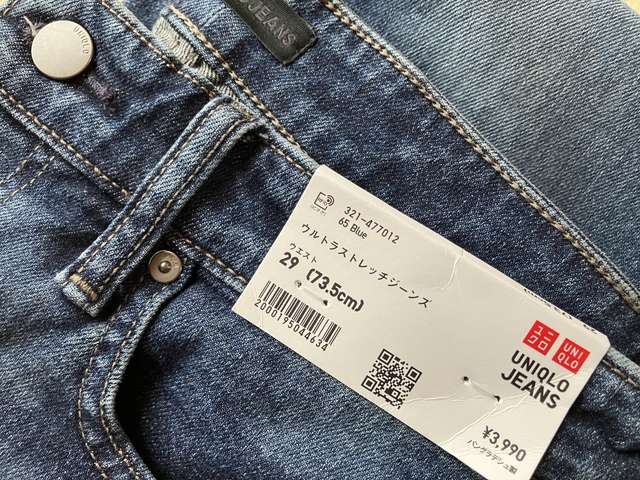 UNIQLO
JEANS
321-477012
65 Blue
ウルトラストレッチジーンズ
ウエスト
29 (73.5cm)
2000195044634
ユニ
クロ
UNI
QLO
UNIQLO
JEANS
¥3,990
バングラデシュ製